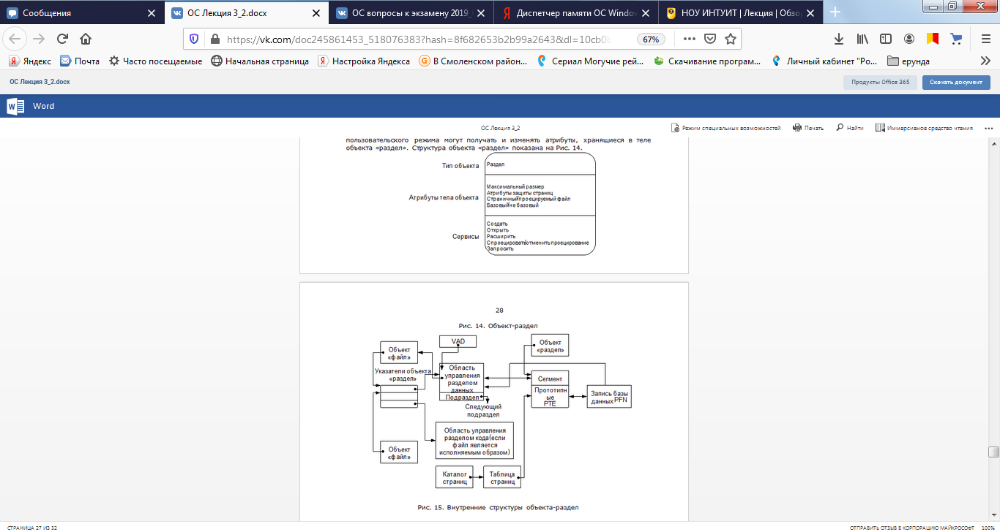 Сообщения
ОС Лекция 3_2.docx
ОС вопросы к экзамену 2019_
Диспетчер памяти ОС Window
НОУ ИНТУИТ | Лекция | Обзо
https://vk.com/doc245861453_518076383?hash=8f682653b2b99a2643&dl=10cb0b
67%
Яндекс
Почта
Часто посещаемые
Начальная страница
Настройка Яндекса
В Смоленском район...
Сериал Могучие рей...
Скачивание програм...
Личный кабинет "Ро...
ерунда
ОС Лекция 3_2.docx
Продукты Office 365
Скачать документ
Word
ОС Лекция 3_2
Режим специальных возможностей
Печать
Найти
Иммерсивное средство чтения
пользовательского режима могут получать и изменять атрибуты, хранящиеся в теле
объекта «раздел». Структура объекта «раздел» показана на Рис. 14.
Тип объекта
Раздел
Атрибуты тела объекта
Максимальный размер
Атрибуты защиты страниц
Страничный/проецируемый файл
Базовый/не базовый
Сервисы
Создать
Открыть
Расширить
Спроецировать/отменить проецирование
Запросить
28
Рис. 14. Объект-раздел
VAD
Объект
«файл»
Объект
«раздел»
Указатели объекта
«раздел»
Область
управления
разделом
данных
Подраздел
Сегмент
Прототипн
ые
PTE
Запись базы
данных PFN
Следующий
подраздел
Область управления
разделом кода(если
файл является
исполняемым образом)
Объект
«файл»
Каталог
страниц
Таблица
страниц
Рис. 15. Внутренние структуры объекта-раздел
СТРАНИЦА 27 ИЗ 32
ОТПРАВИТЬ ОТЗЫВ В КОРПОРАЦИЮ МАЙКРОСОФТ
100%